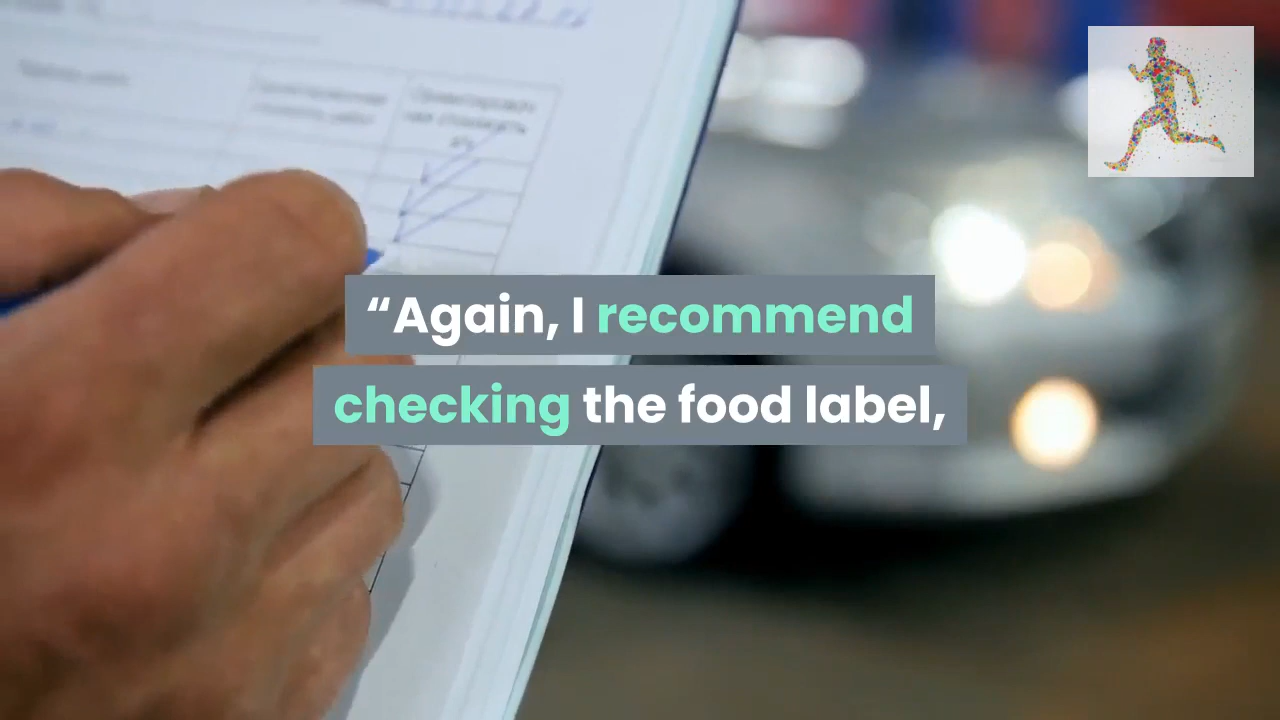 “Again, I recommend
checking the food label,